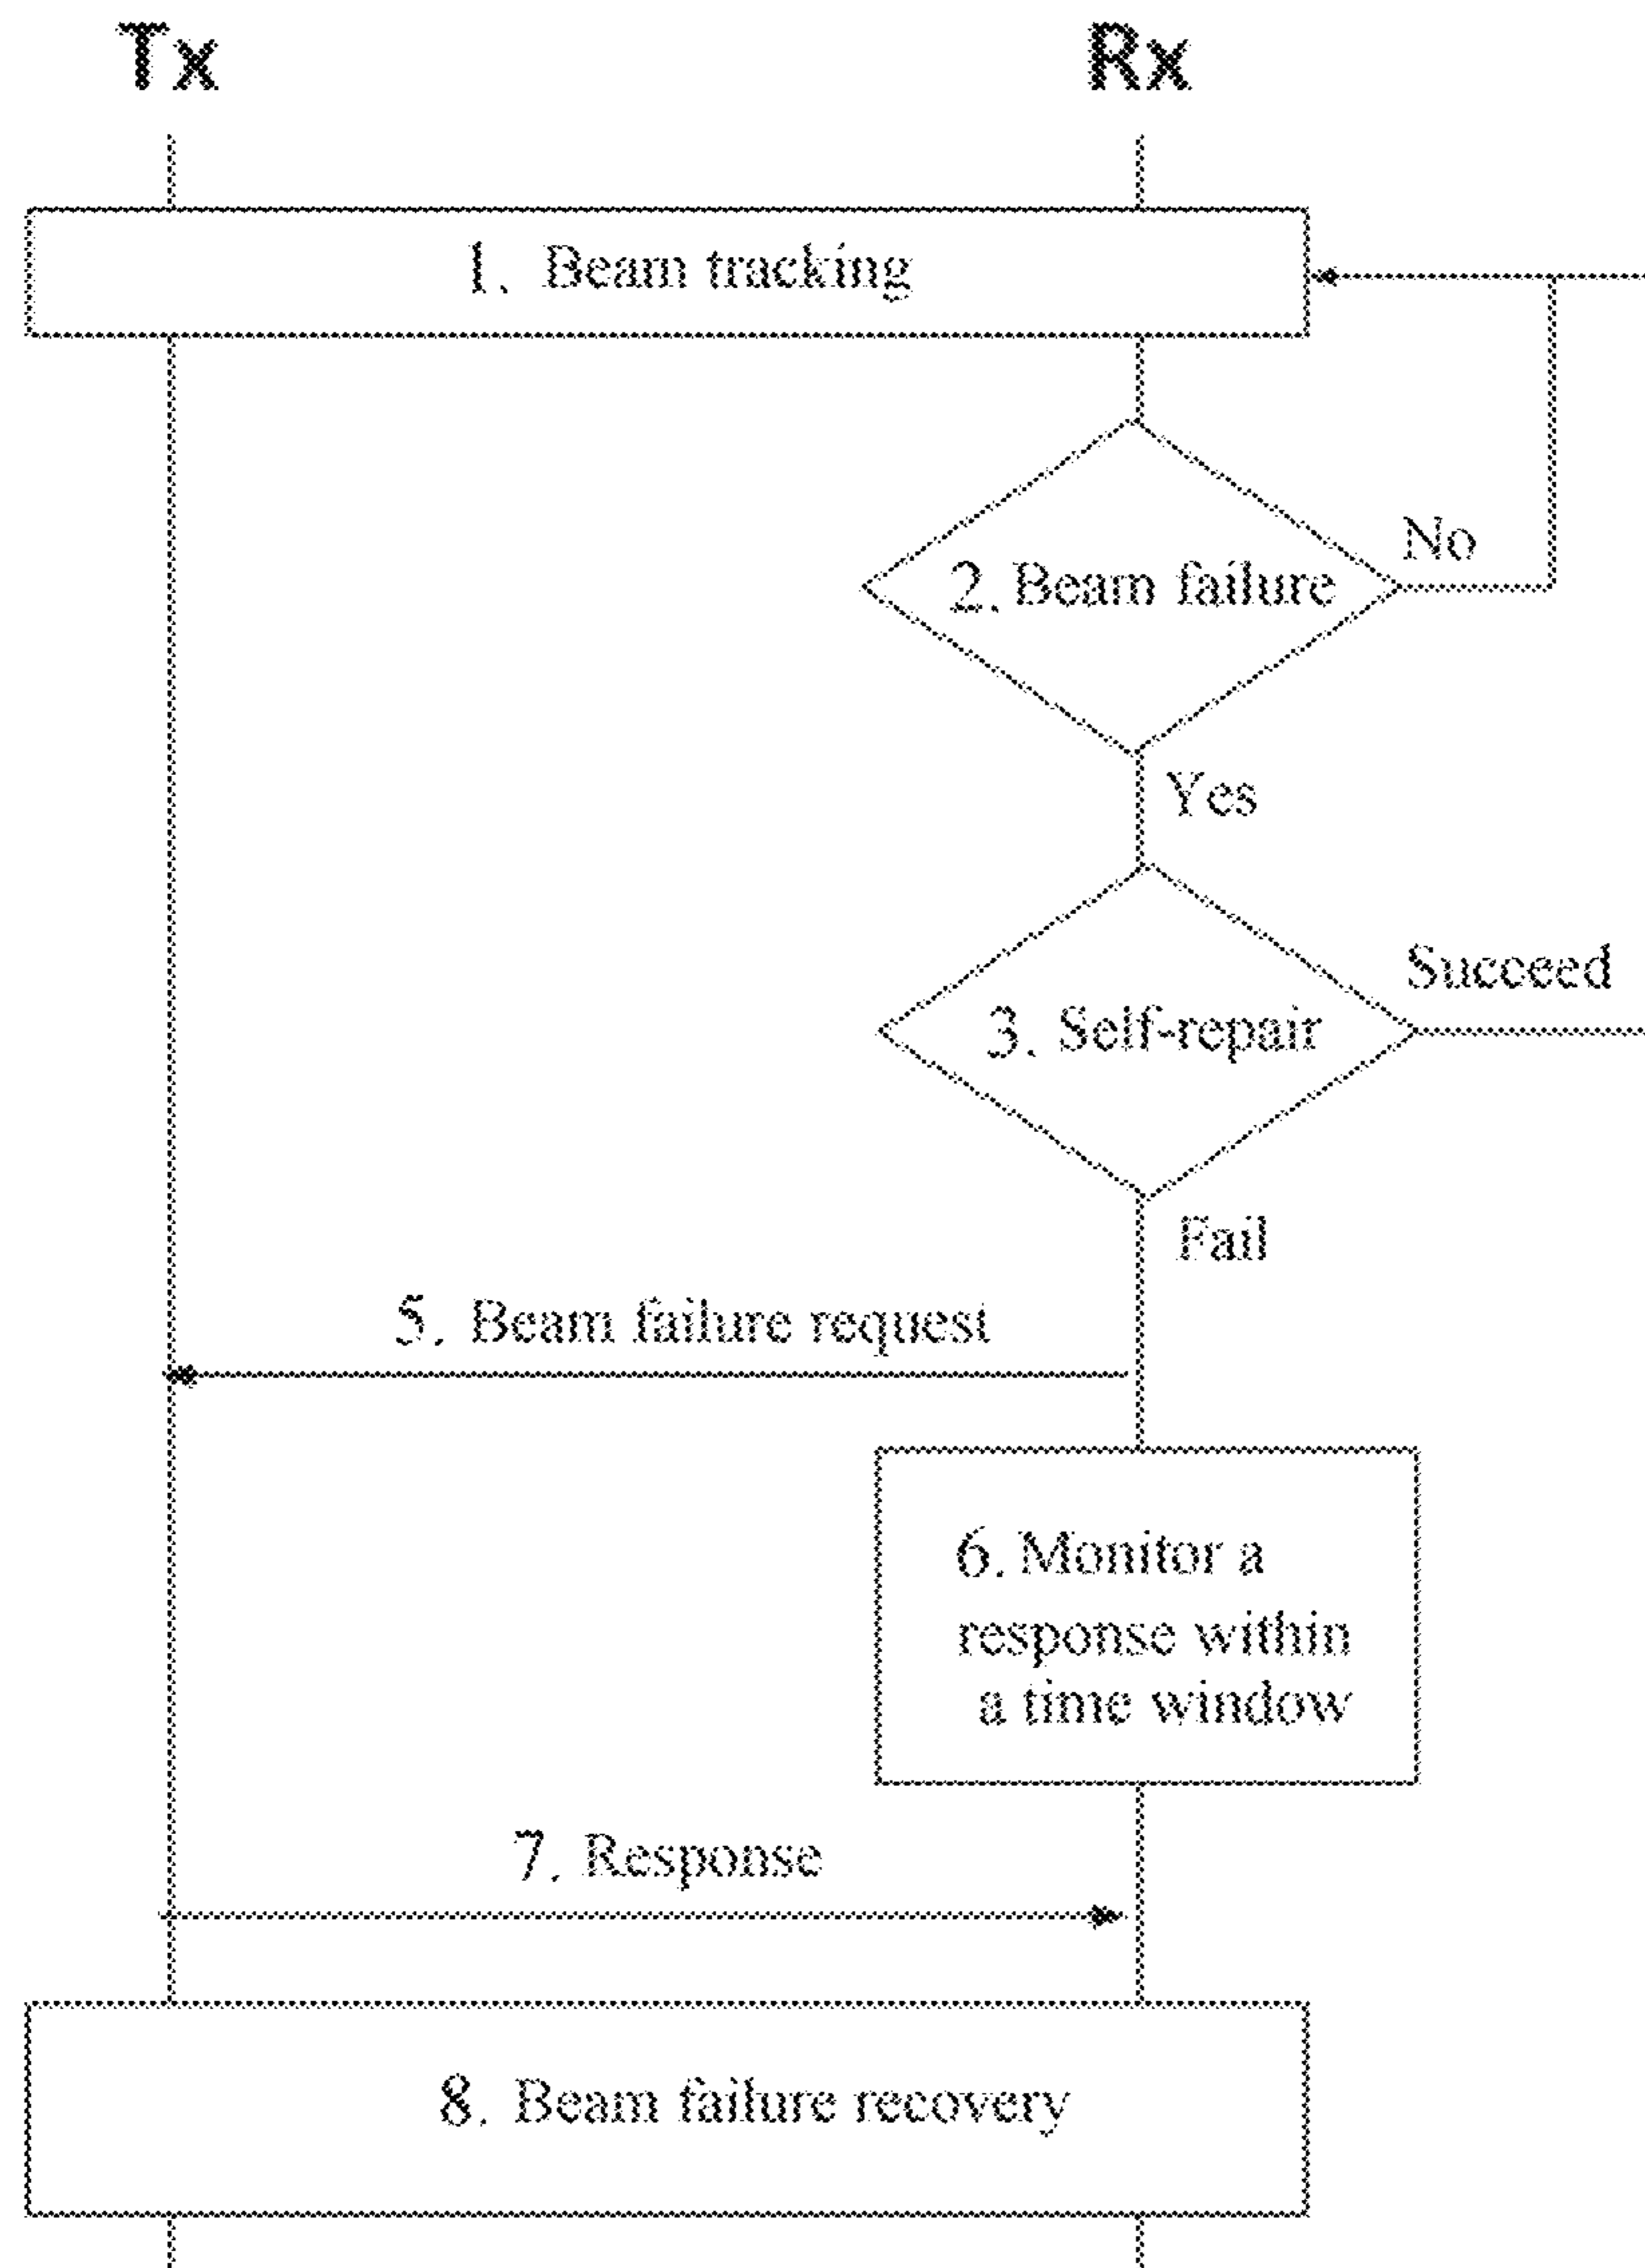 Tx
Rx
1. Beam tracking
No
2. Beam failure
Yes
Succeed
3. Self-repair
Fail
5. Beam failure request
6. Monitor a
response within
a time window
7. Response
8. Beam failure recovery